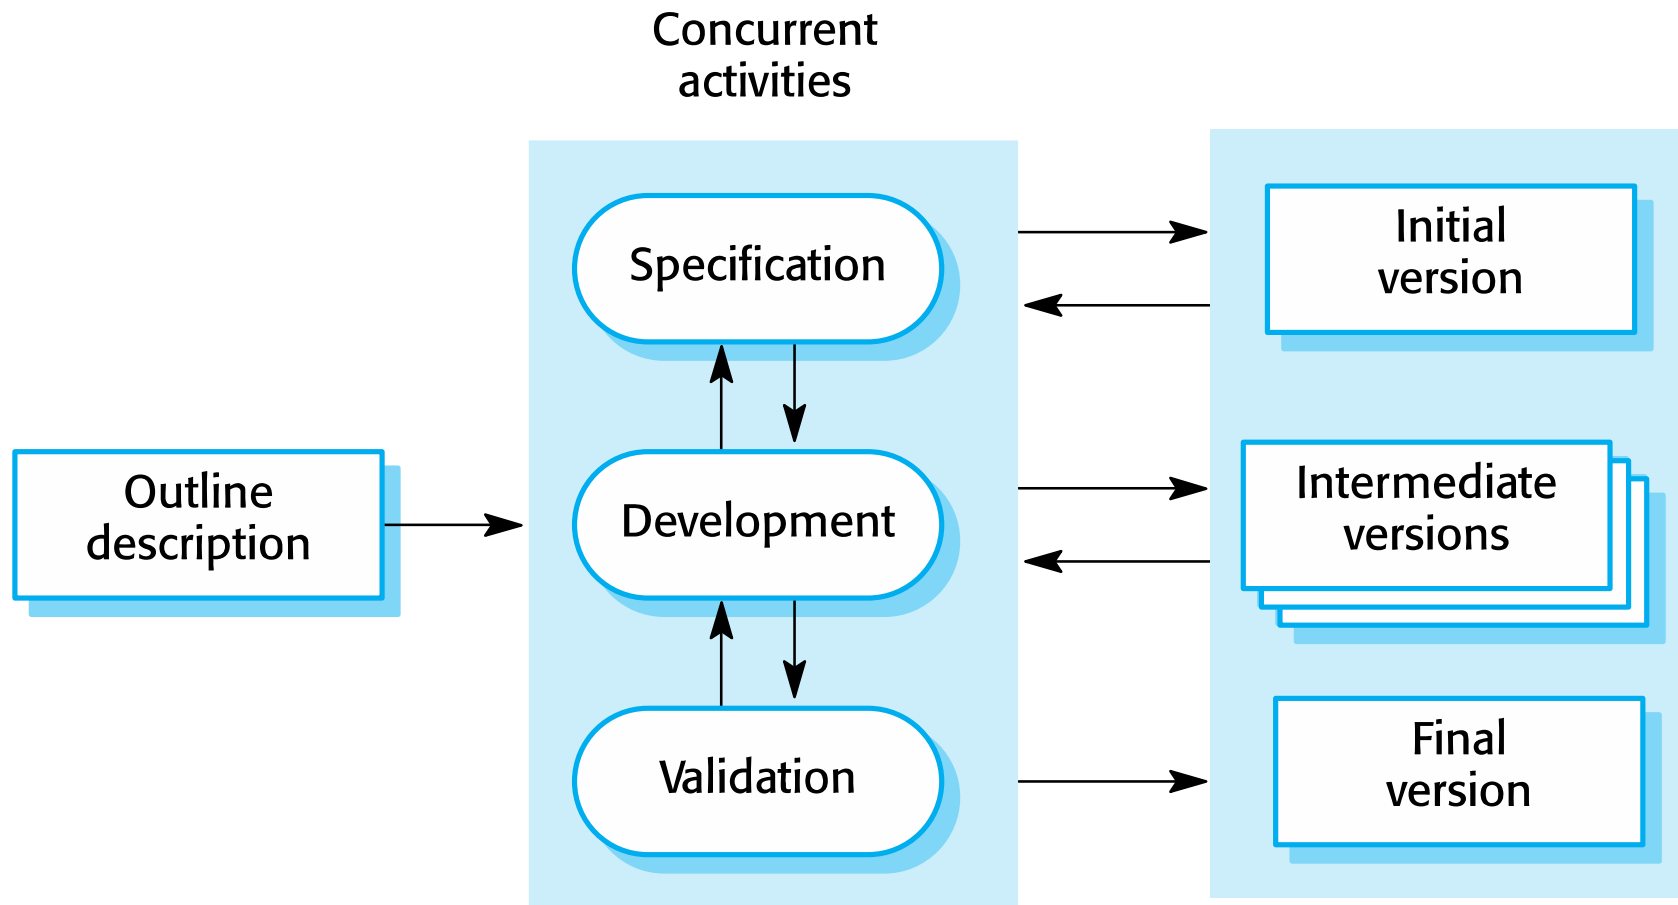 Concurrent
activities
Specification
Initial
version
Outline
description
Development
Intermediate
versions
Validation
Final
version